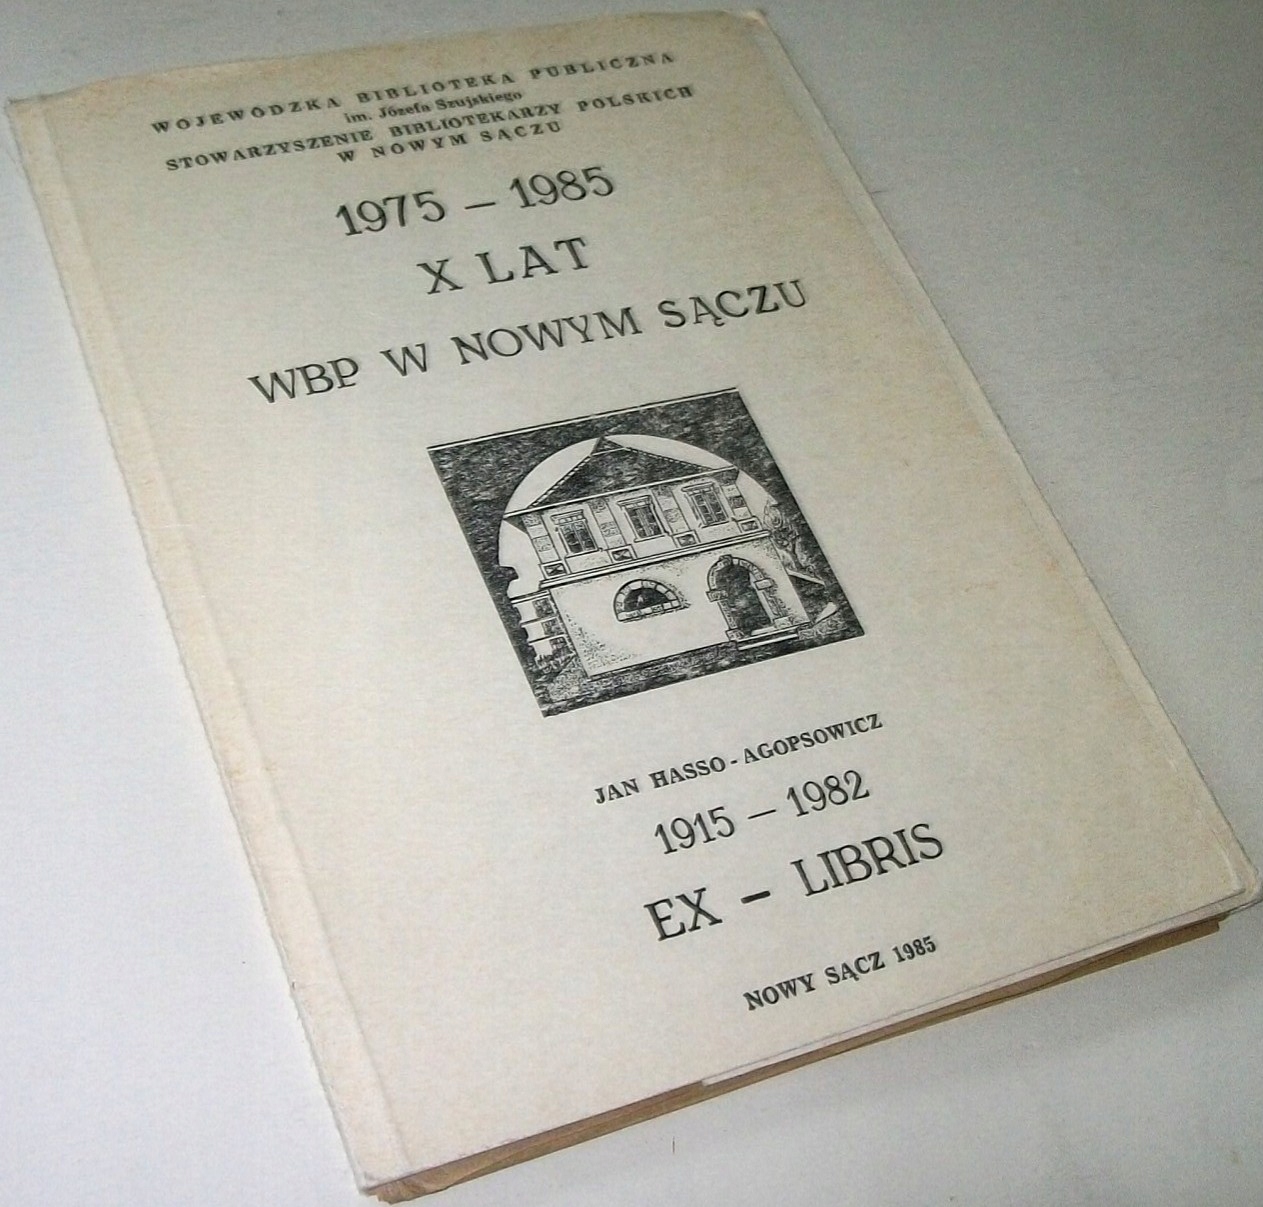 WOJEWÓDZKA BIBLIOTEKA PUBLICZNA
im. Józefa Szujskiego
STOWARZYSZENIE BIBLIOTEKARZY POLSKICH
W NOWYM SĄCZU
1975 – 1985
X LAT
WBP W NOWYM SĄCZU
JAN HASSO - AGOPSOWICZ
1915 – 1982
EX – LIBRIS
NOWY SĄCZ 1985